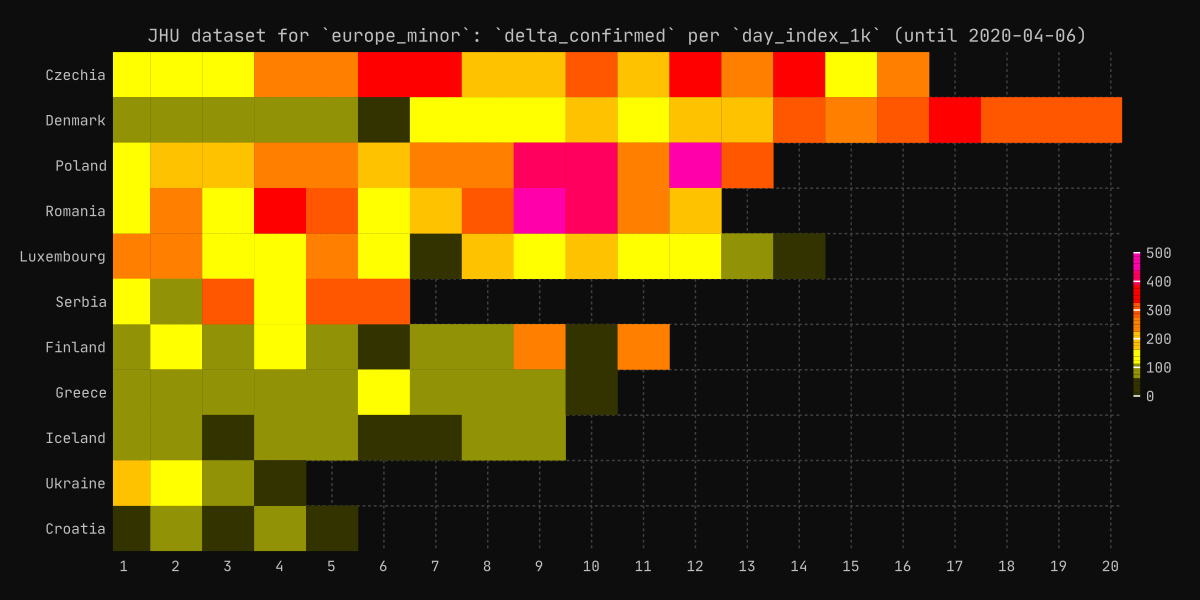 JHU dataset for `europe_minor`: `delta_confirmed` per `day_index_1k` (until 2020-04-06)
Czechia
Denmark
Poland
Romania
Luxembourg
Serbia
Finland
Greece
Iceland
Ukraine
Croatia
500
400
300
200
100
0
1 2 3 4 5 6 7 8 9 10 11 12 13 14 15 16 17 18 19 20